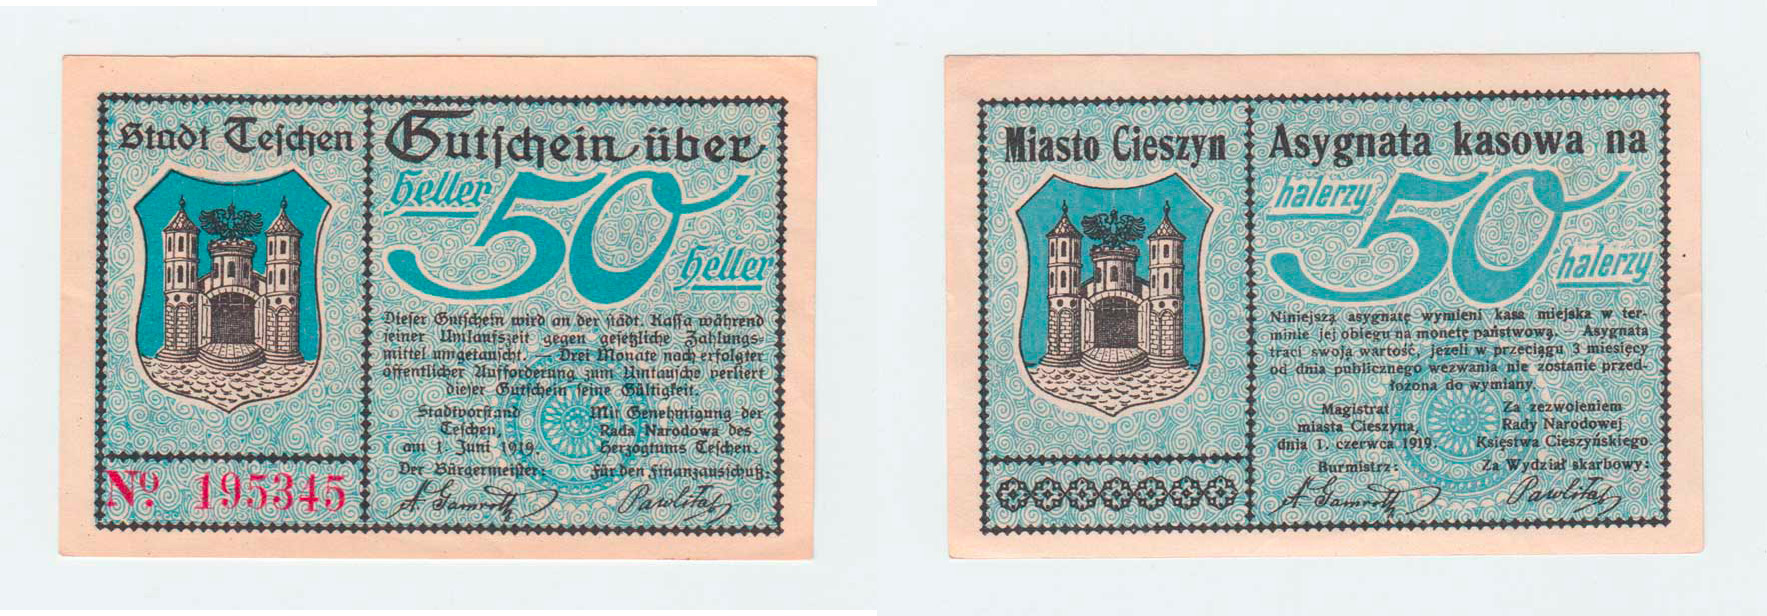 Stadt Teschen
Gutschein über
Heller 50
Heller
Dieser Gutschein wird an der städt. Kassa während
seiner Umlaufszeit gegen gesetzliche Zahlungs-
mittel umgetauscht. — Drei Monate nach erfolgter
öffentlicher Aufforderung zum Umtausche verliert
dieser Gutschein seine Gültigkeit.
Stadtvorstand
Teschen,
am 1. Juni 1919.
Mit Genehmigung der
Rada Narodowa des
Herzogtums Teschen.
Der Bürgermeister:
Für den Finanzausschuß:
A Gamroth
Pawlitaj
No. 195345
Miasto Cieszyn
Asygnata kasowa na
halerzy 50
halerzy
Niniejszą asygnatę wymieni kasa miejska w ter-
minie jej obiegu na monetę państwową. — Asygnata
traci swoją wartość, jeżeli w przeciągu 3 miesięcy
od dnia publicznego wezwania nie zostanie przed-
łożona do wymiany.
Magistrat
miasta Cieszyna,
dnia 1. czerwca 1919.
Za zezwoleniem
Rady Narodowej
Księstwa Cieszyńskiego
Burmistrz:
Za Wydział skarbowy:
A Gamroth
Pawlitaj